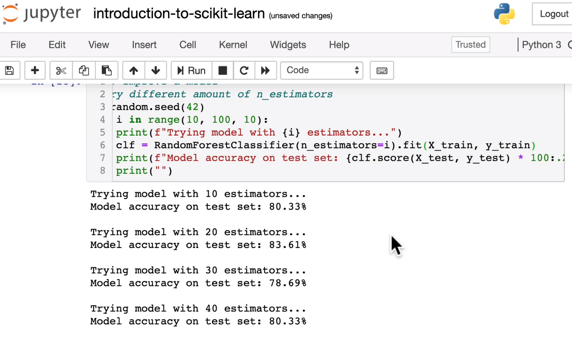 jupyter introduction-to-scikit-learn (unsaved changes) Logout
File Edit View Insert Cell Kernel Widgets Help Trusted Python 3
Run Code
2 ry different amount of n_estimators
3 random.seed(42)
4 i in range(10, 100, 10):
5 print(f"Trying model with {i} estimators...")
6 clf = RandomForestClassifier(n_estimators=i).fit(X_train, y_train)
7 print(f"Model accuracy on test set: {clf.score(X_test, y_test) * 100:.
8 print("")
Trying model with 10 estimators...
Model accuracy on test set: 80.33%
Trying model with 20 estimators...
Model accuracy on test set: 83.61%
Trying model with 30 estimators...
Model accuracy on test set: 78.69%
Trying model with 40 estimators...
Model accuracy on test set: 80.33%